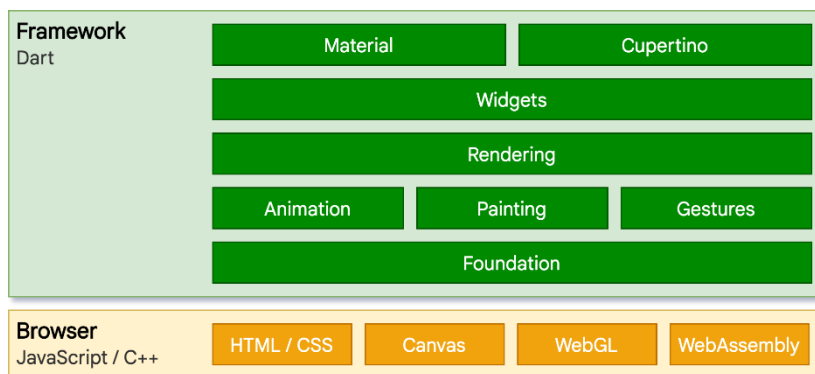 Framework
Dart
Material
Cupertino
Widgets
Rendering
Animation
Painting
Gestures
Foundation
Browser
JavaScript / C++
HTML / CSS
Canvas
WebGL
WebAssembly